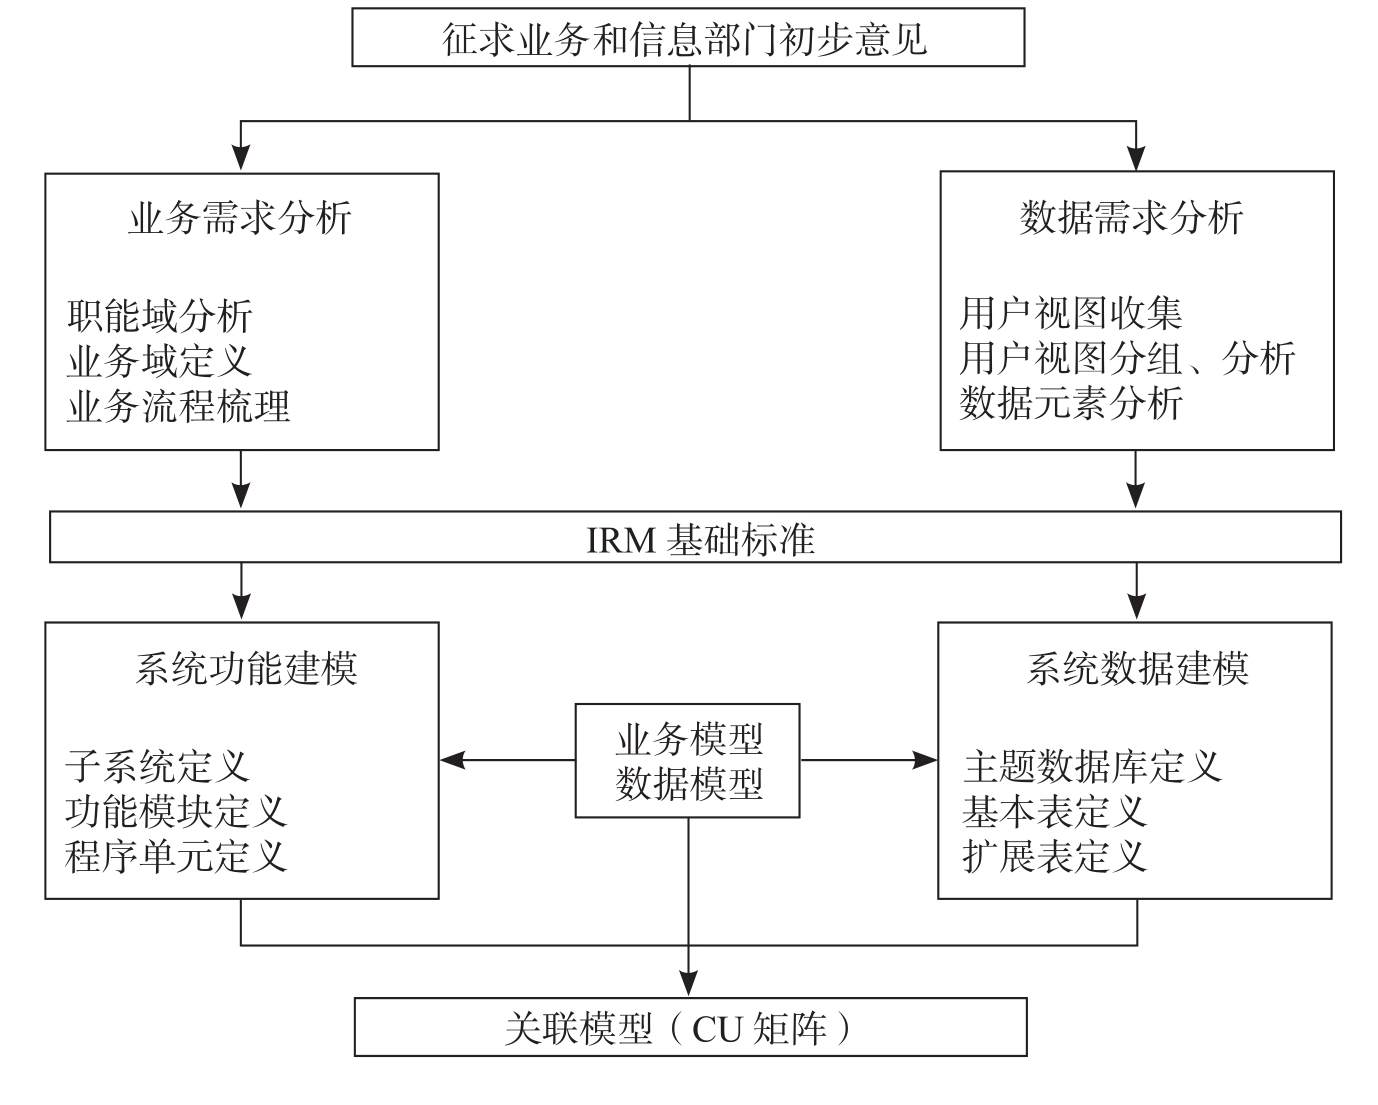 征求业务和信息部门初步意见
业务需求分析
职能域分析
业务域定义
业务流程梳理
数据需求分析
用户视图收集
用户视图分组、分析
数据元素分析
IRM 基础标准
系统功能建模
子系统定义
功能模块定义
程序单元定义
业务模型
数据模型
系统数据建模
主题数据库定义
基本表定义
扩展表定义
关联模型（CU 矩阵）